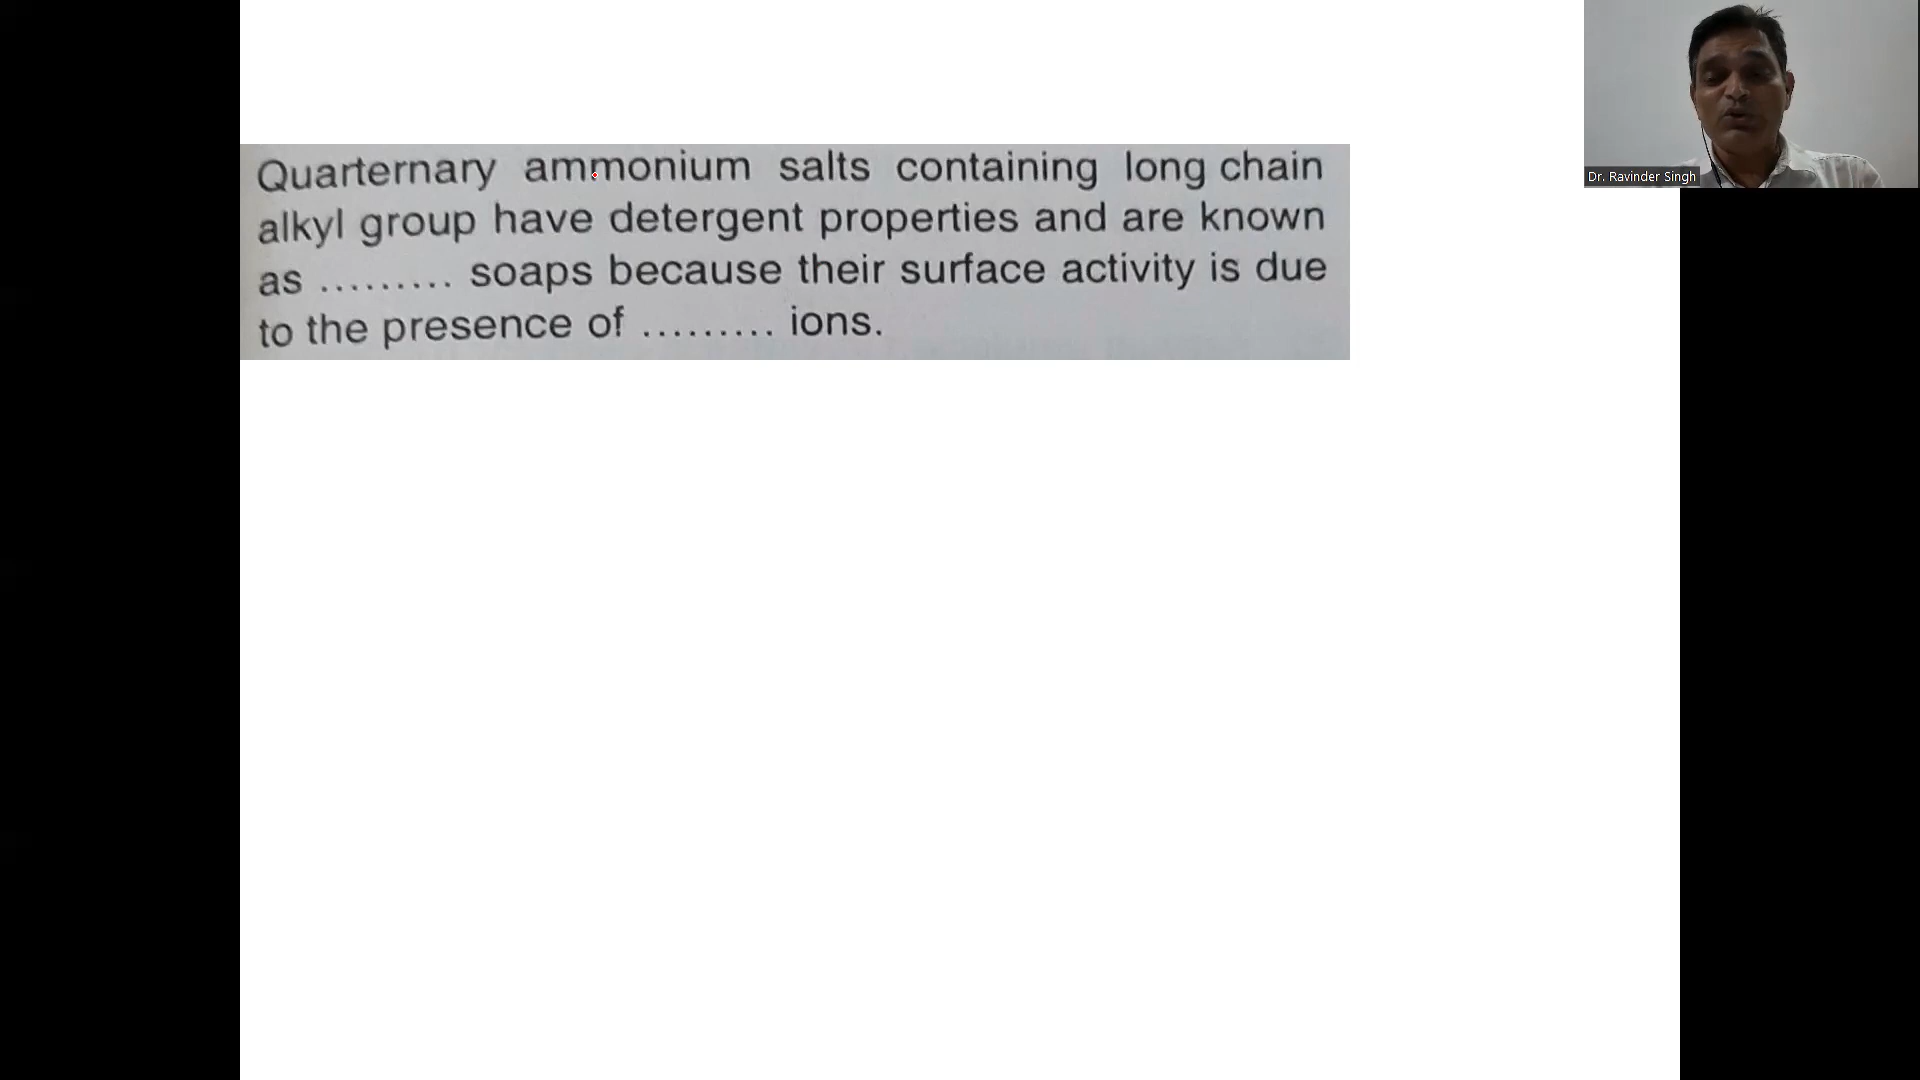 Quarternary ammonium salts containing long chain
alkyl group have detergent properties and are known
as ......... soaps because their surface activity is due
to the presence of ......... ions.
Dr. Ravinder Singh